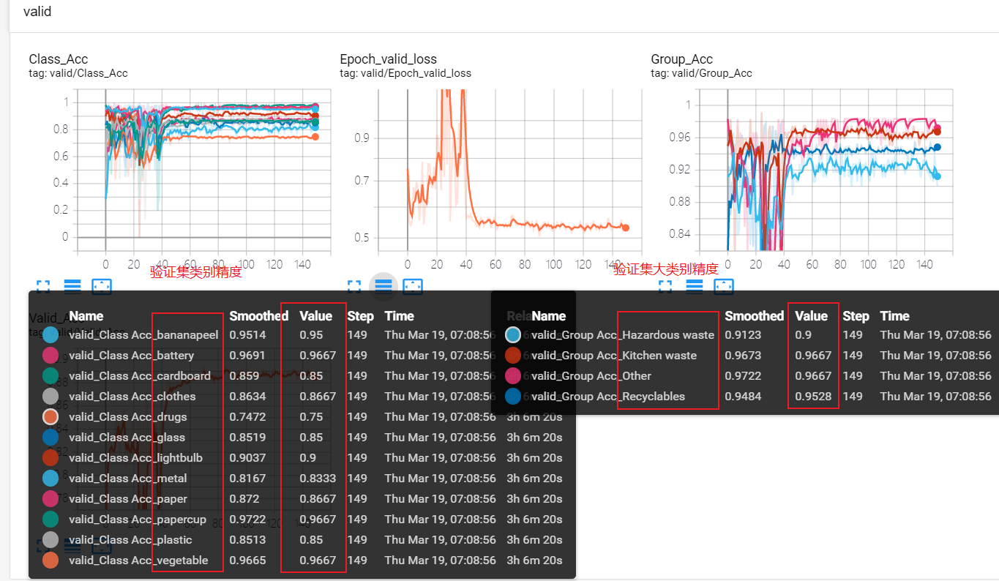 valid
Class_Acc
tag: valid/Class_Acc
1
0.8
0.6
0.4
0.2
0
0 20 40 60 80 100 120 140
验证集类别精度
Epoch_valid_loss
tag: valid/Epoch_valid_loss
0.9
0.7
0.5
0 20 40 60 80 100 120 140
Group_Acc
tag: valid/Group_Acc
1
0.96
0.92
0.88
0.84
0 20 40 60 80 100 120 140
验证集大类别精度
Name Smoothed Value Step Time
valid_Class Acc_bananapeel 0.9514 0.95 149 Thu Mar 19, 07:08:56
valid_Class Acc_battery 0.9691 0.9667 149 Thu Mar 19, 07:08:56
valid_Class Acc_cardboard 0.859 0.85 149 Thu Mar 19, 07:08:56
valid_Class Acc_clothes 0.8634 0.8667 149 Thu Mar 19, 07:08:56
valid_Class Acc_drugs 0.7472 0.75 149 Thu Mar 19, 07:08:56 3h 6m 20s
valid_Class Acc_glass 0.8519 0.85 149 Thu Mar 19, 07:08:56 3h 6m 20s
valid_Class Acc_lightbulb 0.9037 0.9 149 Thu Mar 19, 07:08:56 3h 6m 20s
valid_Class Acc_metal 0.8167 0.8333 149 Thu Mar 19, 07:08:56 3h 6m 20s
valid_Class Acc_paper 0.872 0.8667 149 Thu Mar 19, 07:08:56 3h 6m 20s
valid_Class Acc_papercup 0.9722 0.9667 149 Thu Mar 19, 07:08:56 3h 6m 20s
valid_Class Acc_plastic 0.8513 0.85 149 Thu Mar 19, 07:08:56 3h 6m 20s
valid_Class Acc_vegetable 0.9665 0.9667 149 Thu Mar 19, 07:08:56 3h 6m 20s
Name Smoothed Value Step Time
valid_Group Acc_Hazardous waste 0.9123 0.9 149 Thu Mar 19, 07:08:56
valid_Group Acc_Kitchen waste 0.9673 0.9667 149 Thu Mar 19, 07:08:56
valid_Group Acc_Other 0.9722 0.9667 149 Thu Mar 19, 07:08:56
valid_Group Acc_Recyclables 0.9484 0.9528 149 Thu Mar 19, 07:08:56